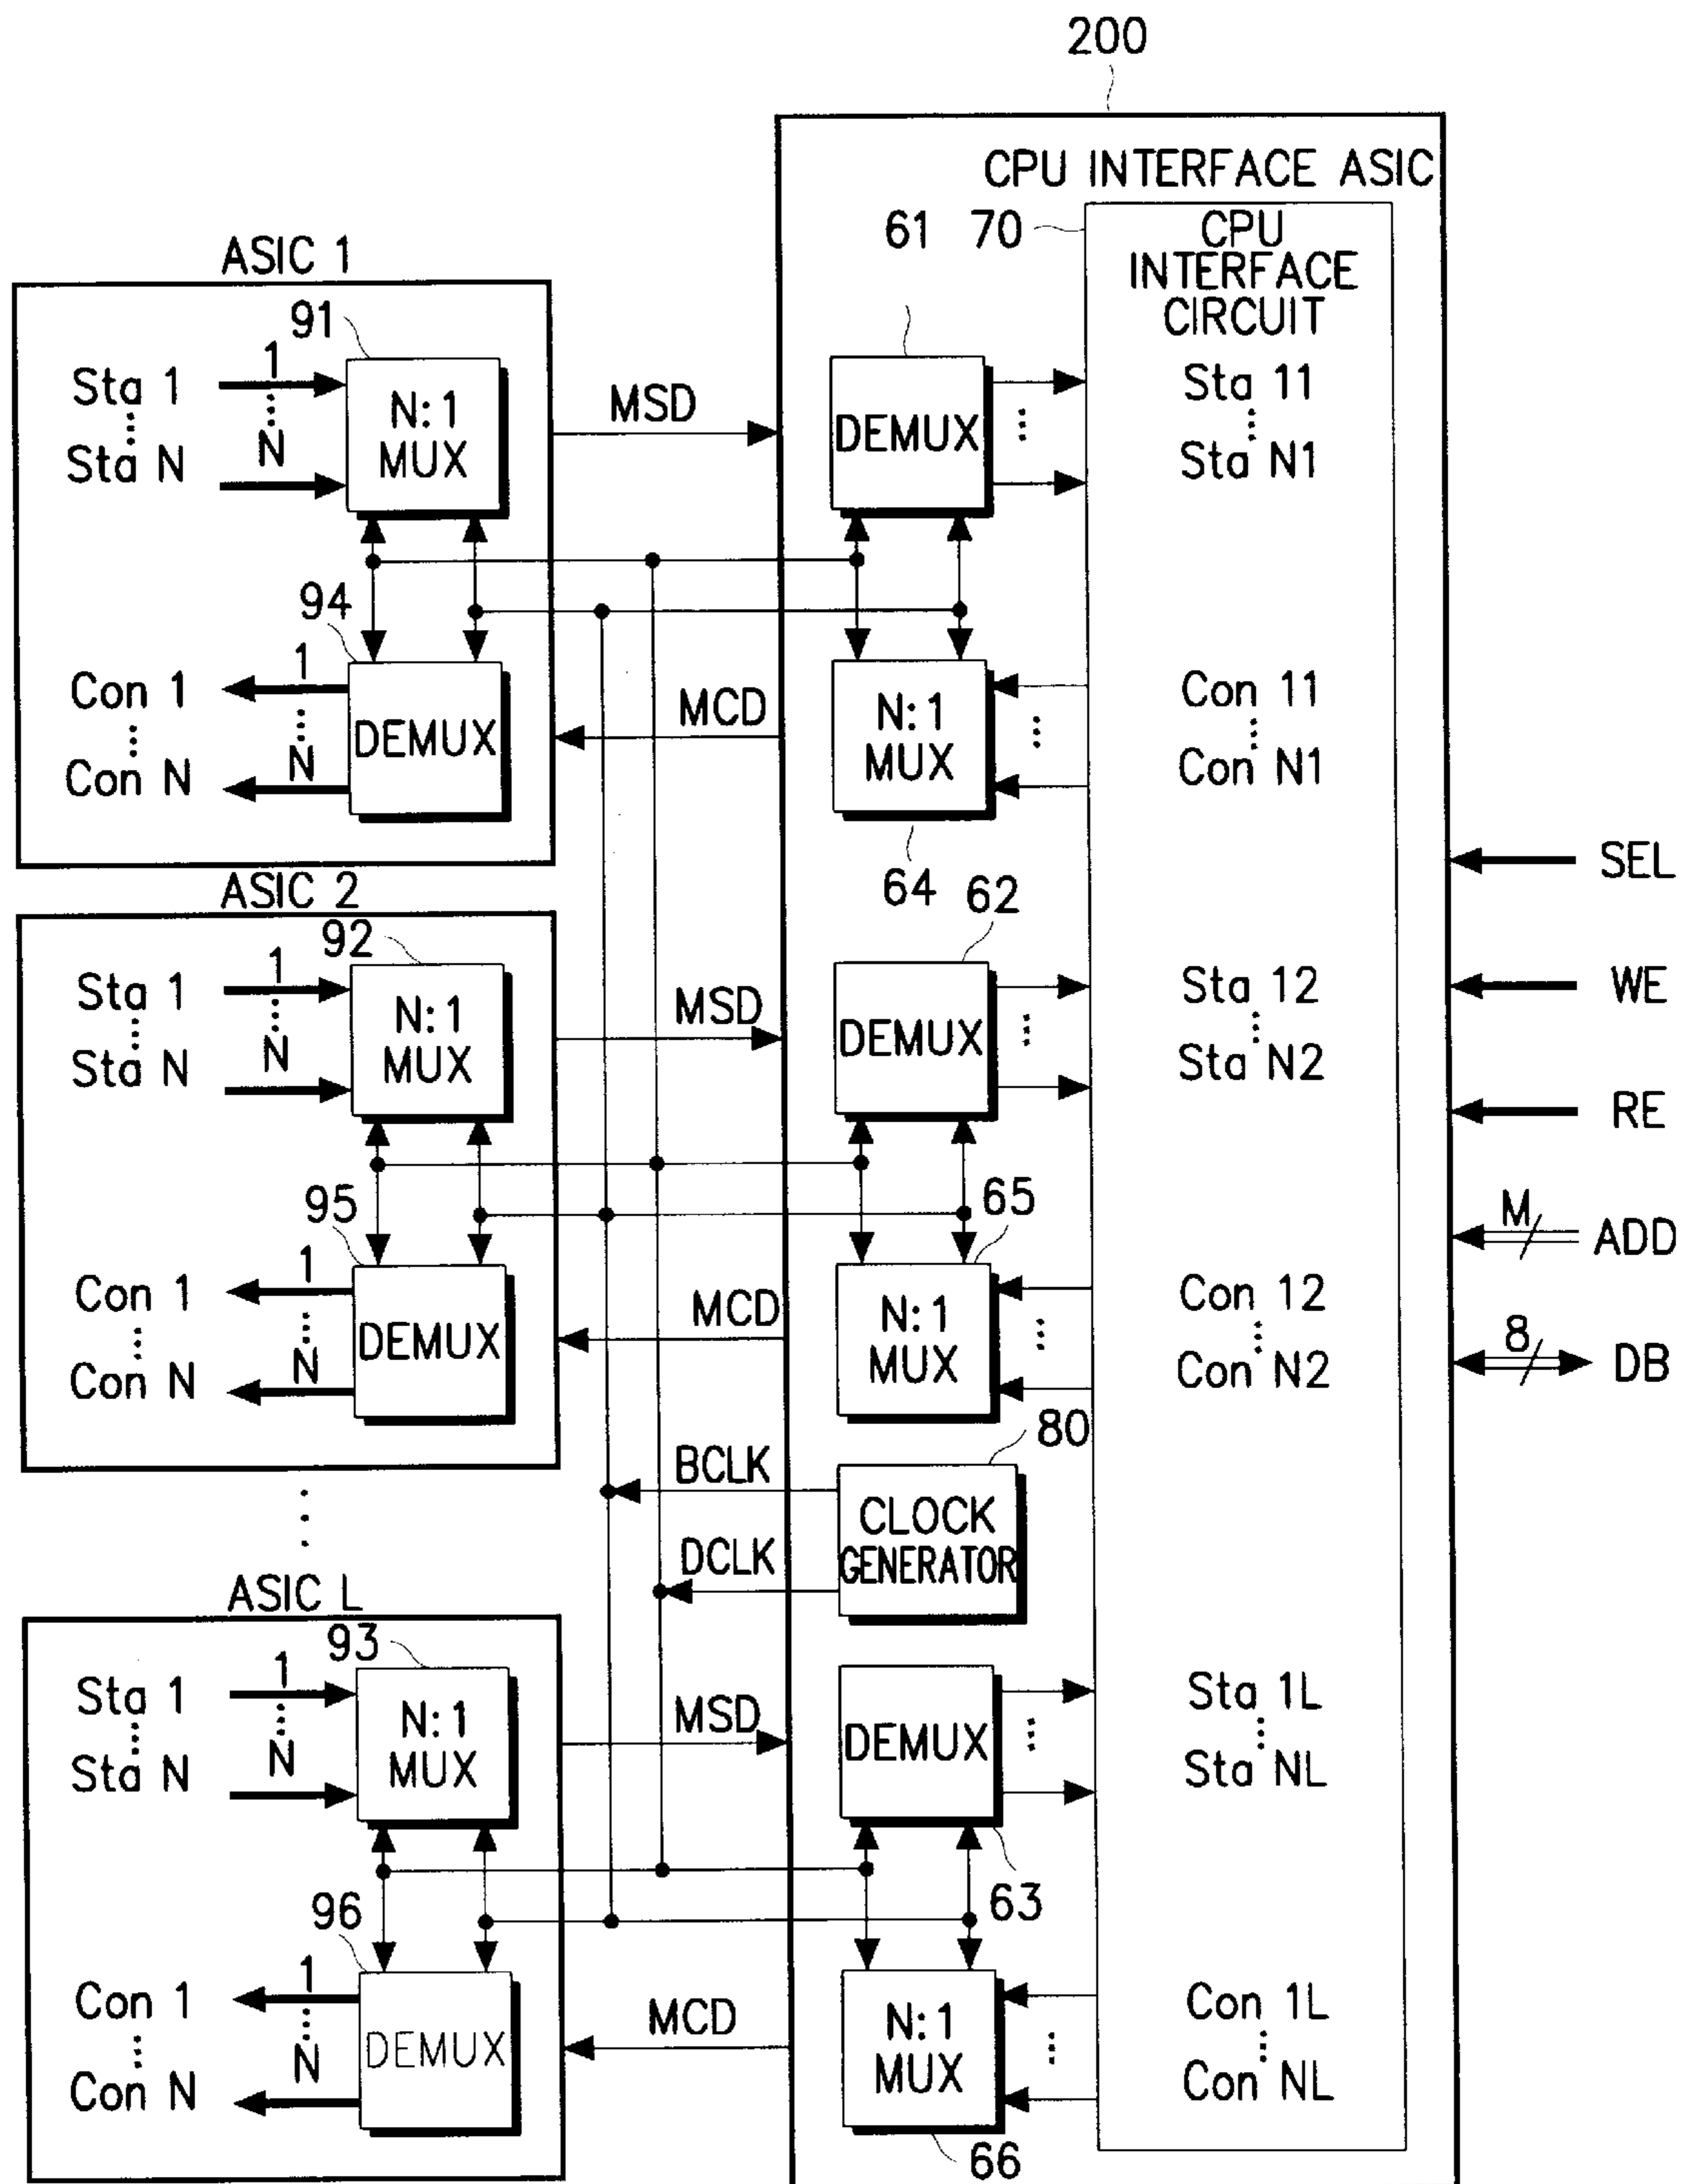 200
CPU INTERFACE ASIC
61
70
CPU
INTERFACE
CIRCUIT
ASIC 1
91
Sta 1
Sta N
1
N
N:1
MUX
MSD
DEMUX
Sta 11
Sta N1
94
Con 1
Con N
1
N
DEMUX
MCD
N:1
MUX
64
Con 11
Con N1
SEL
WE
RE
M
ADD
8
DB
ASIC 2
92
Sta 1
Sta N
1
N
N:1
MUX
MSD
62
DEMUX
Sta 12
Sta N2
95
Con 1
Con N
1
N
DEMUX
MCD
65
N:1
MUX
Con 12
Con N2
80
BCLK
DCLK
CLOCK
GENERATOR
ASIC L
93
Sta 1
Sta N
1
N
N:1
MUX
MSD
DEMUX
63
Sta 1L
Sta NL
96
Con 1
Con N
1
N
DEMUX
MCD
N:1
MUX
66
Con 1L
Con NL